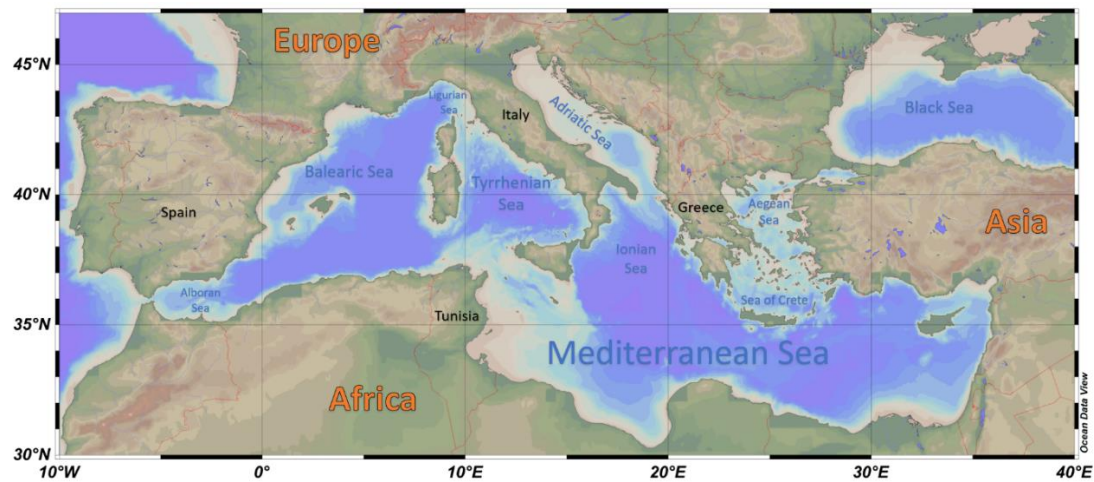 Europe
45°N
Ligurian
Sea
Italy
Adriatic Sea
Black Sea
Balearic Sea
40°N
Tyrrhenian
Sea
Spain
Greece
Aegean
Sea
Asia
Ionian
Sea
Alboran
Sea
Sea of Crete
35°N
Tunisia
Mediterranean Sea
Africa
30°N
10°W
0°
10°E
20°E
30°E
40°E
Ocean Data View